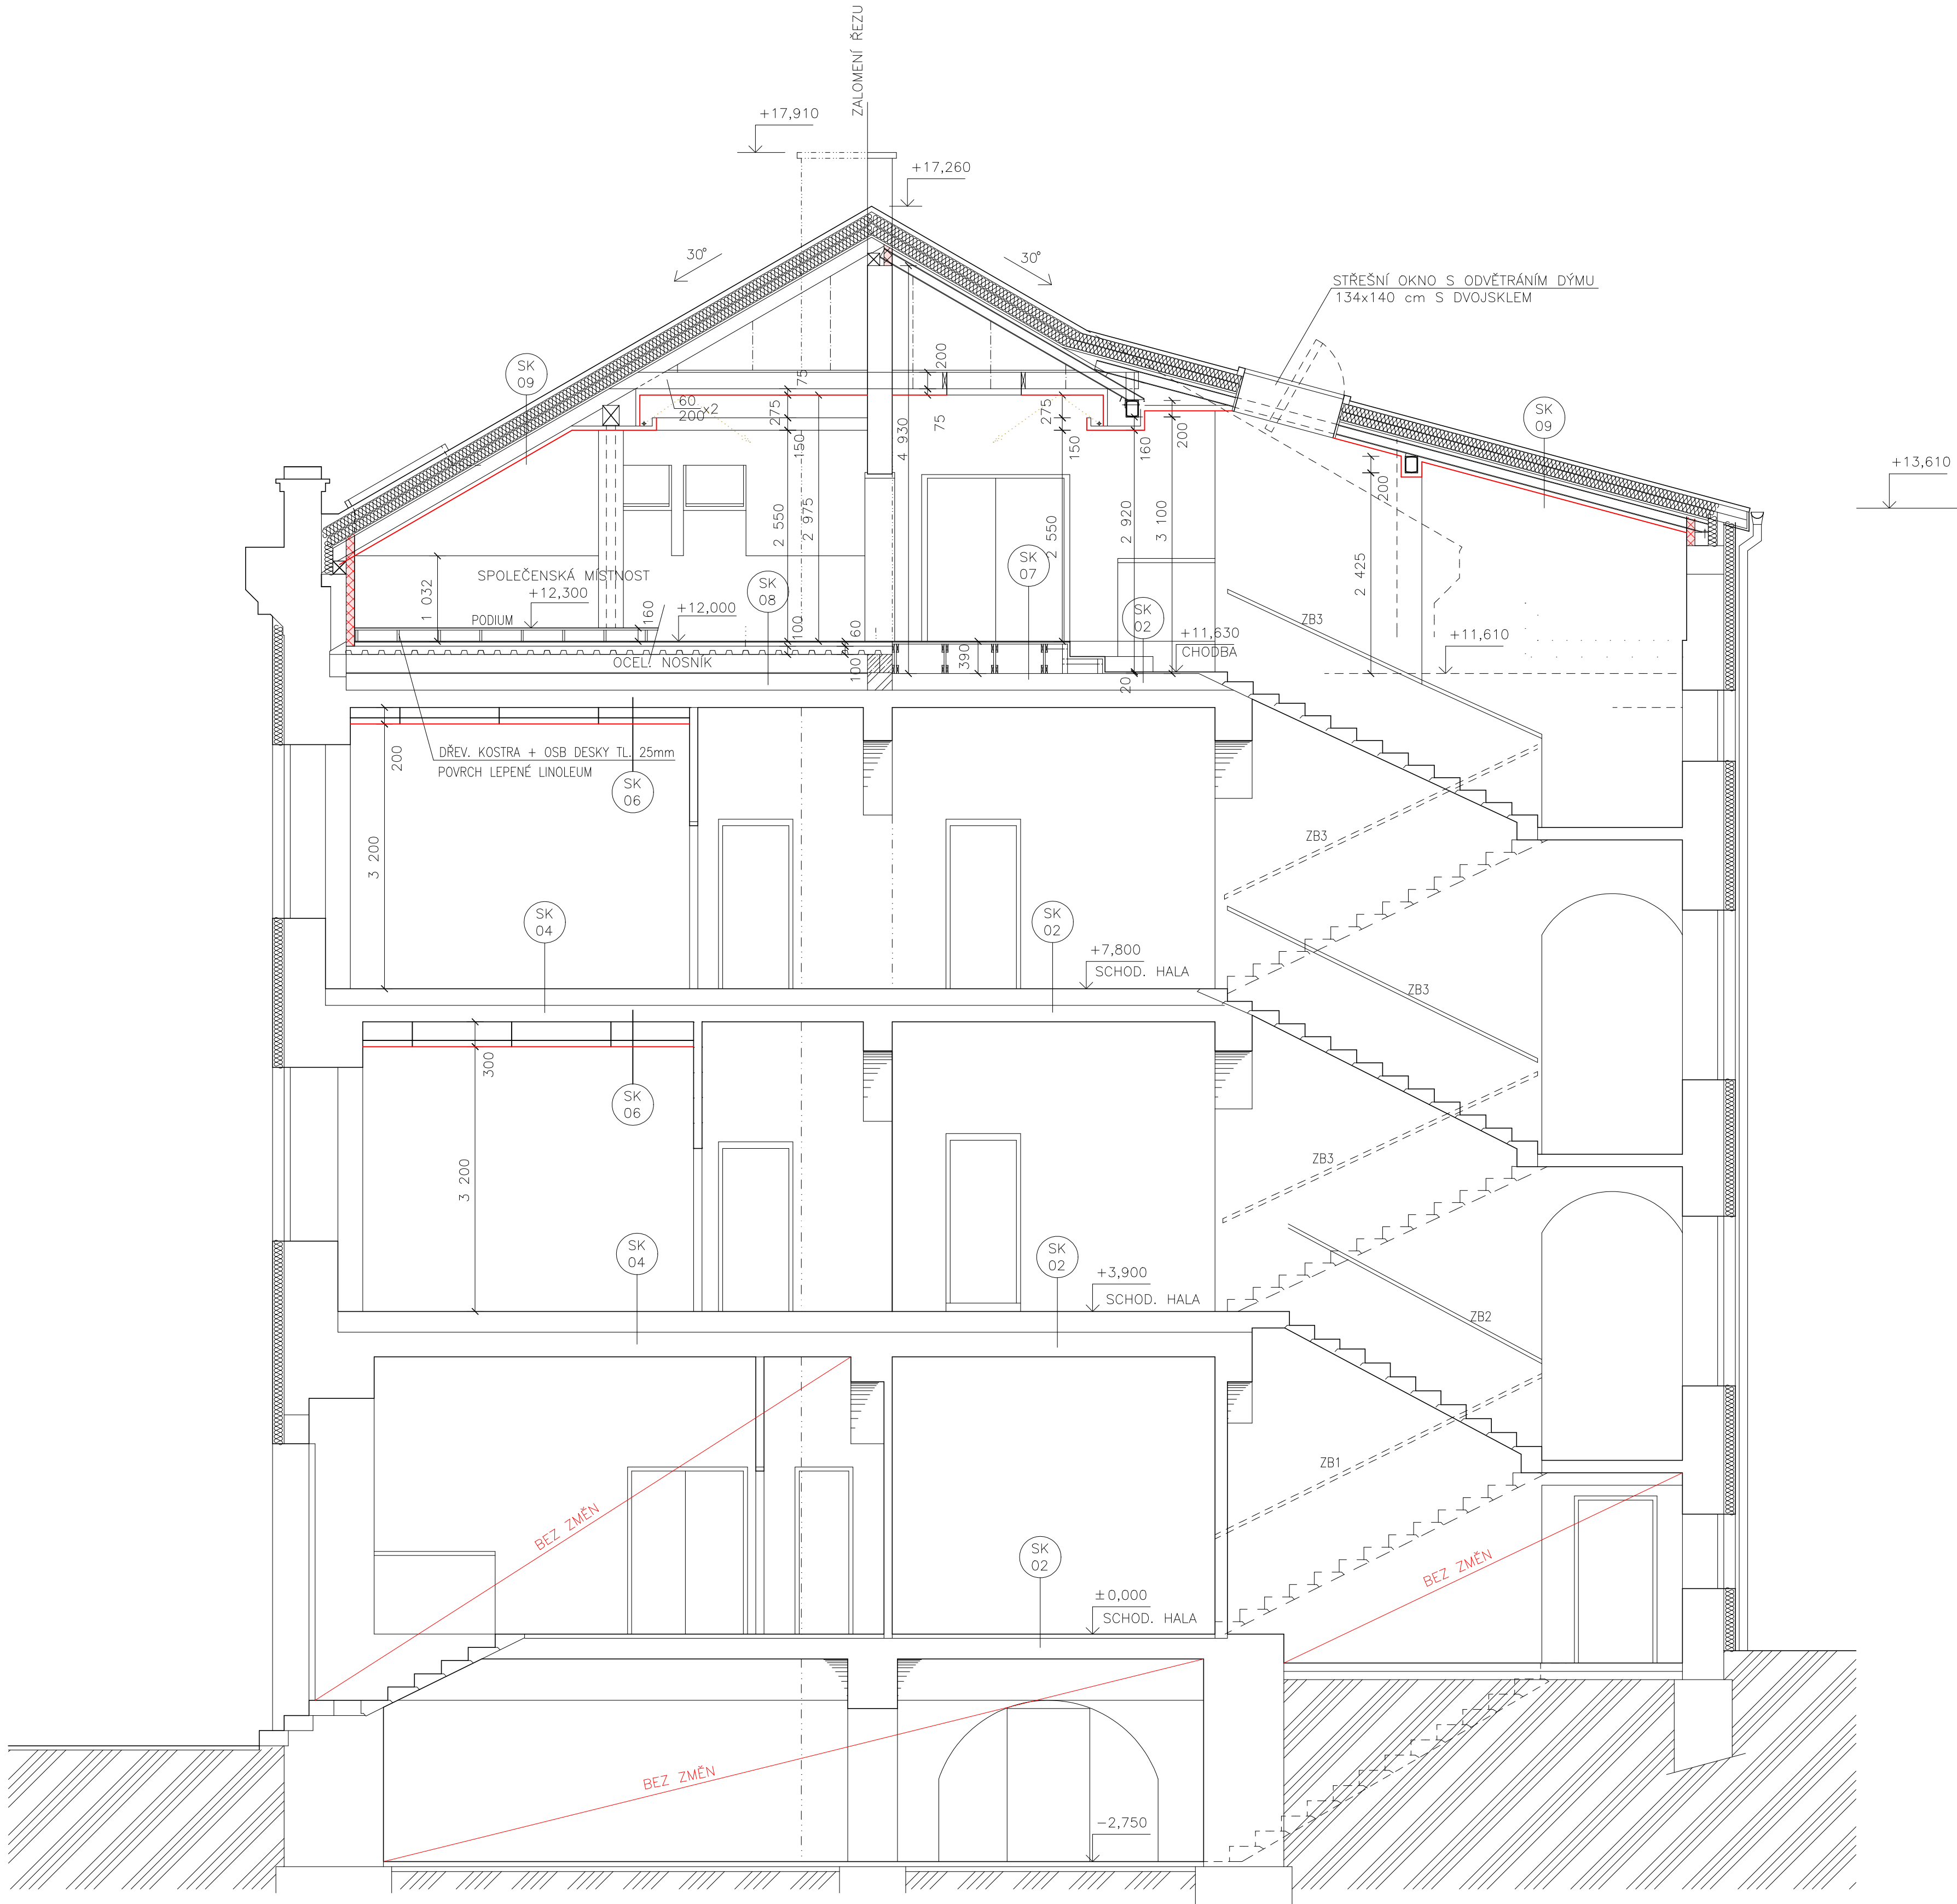 ZALOMENÍ ŘEZU
+17,910
+17,260
30°
30°
STŘEŠNÍ OKNO S ODVĚTRÁNÍM DÝMU
134x140 cm S DVOJSKLEM
SK
09
SK
09
+13,610
75
200
60
200
x2
275
150
4 930
75
275
150
160
200
200
2 550
2 975
2 550
2 920
3 100
2 425
SPOLEČENSKÁ MÍSTNOST
1 032
+12,300
PODIUM
160
+12,000
SK
08
SK
07
SK
02
ZB3
+11,630
CHODBA
+11,610
100
60
100
390
20
OCEL. NOSNÍK
200
DŘEV. KOSTRA + OSB DESKY TL. 25mm
POVRCH LEPENÉ LINOLEUM
SK
06
3 200
ZB3
SK
04
SK
02
+7,800
SCHOD. HALA
ZB3
300
SK
06
3 200
ZB3
SK
04
SK
02
+3,900
SCHOD. HALA
ZB2
ZB1
BEZ ZMĚN
SK
02
BEZ ZMĚN
±0,000
SCHOD. HALA
BEZ ZMĚN
-2,750